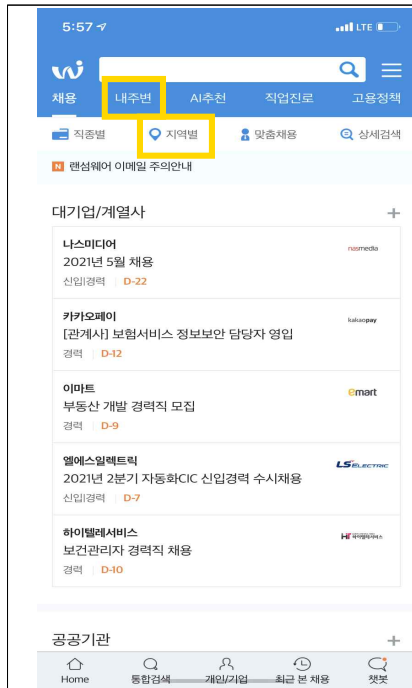 5:57 LTE
채용 내주변 AI추천 직업진로 고용정책
직종별 지역별 맞춤채용 상세검색
N 랜섬웨어 이메일 주의안내
대기업/계열사 +
나스미디어
nasmedia
2021년 5월 채용
신입|경력 D-22
카카오페이
kakaopay
[관계사] 보험서비스 정보보안 담당자 영입
경력 D-12
이마트
emart
부동산 개발 경력직 모집
경력 D-9
엘에스일렉트릭
LS ELECTRIC
2021년 2분기 자동화CIC 신입경력 수시채용
신입|경력 D-7
하이텔레서비스
Hi 하이텔레서비스
보건관리자 경력직 채용
경력 D-10
공공기관 +
Home 통합검색 개인/기업 최근 본 채용 챗봇